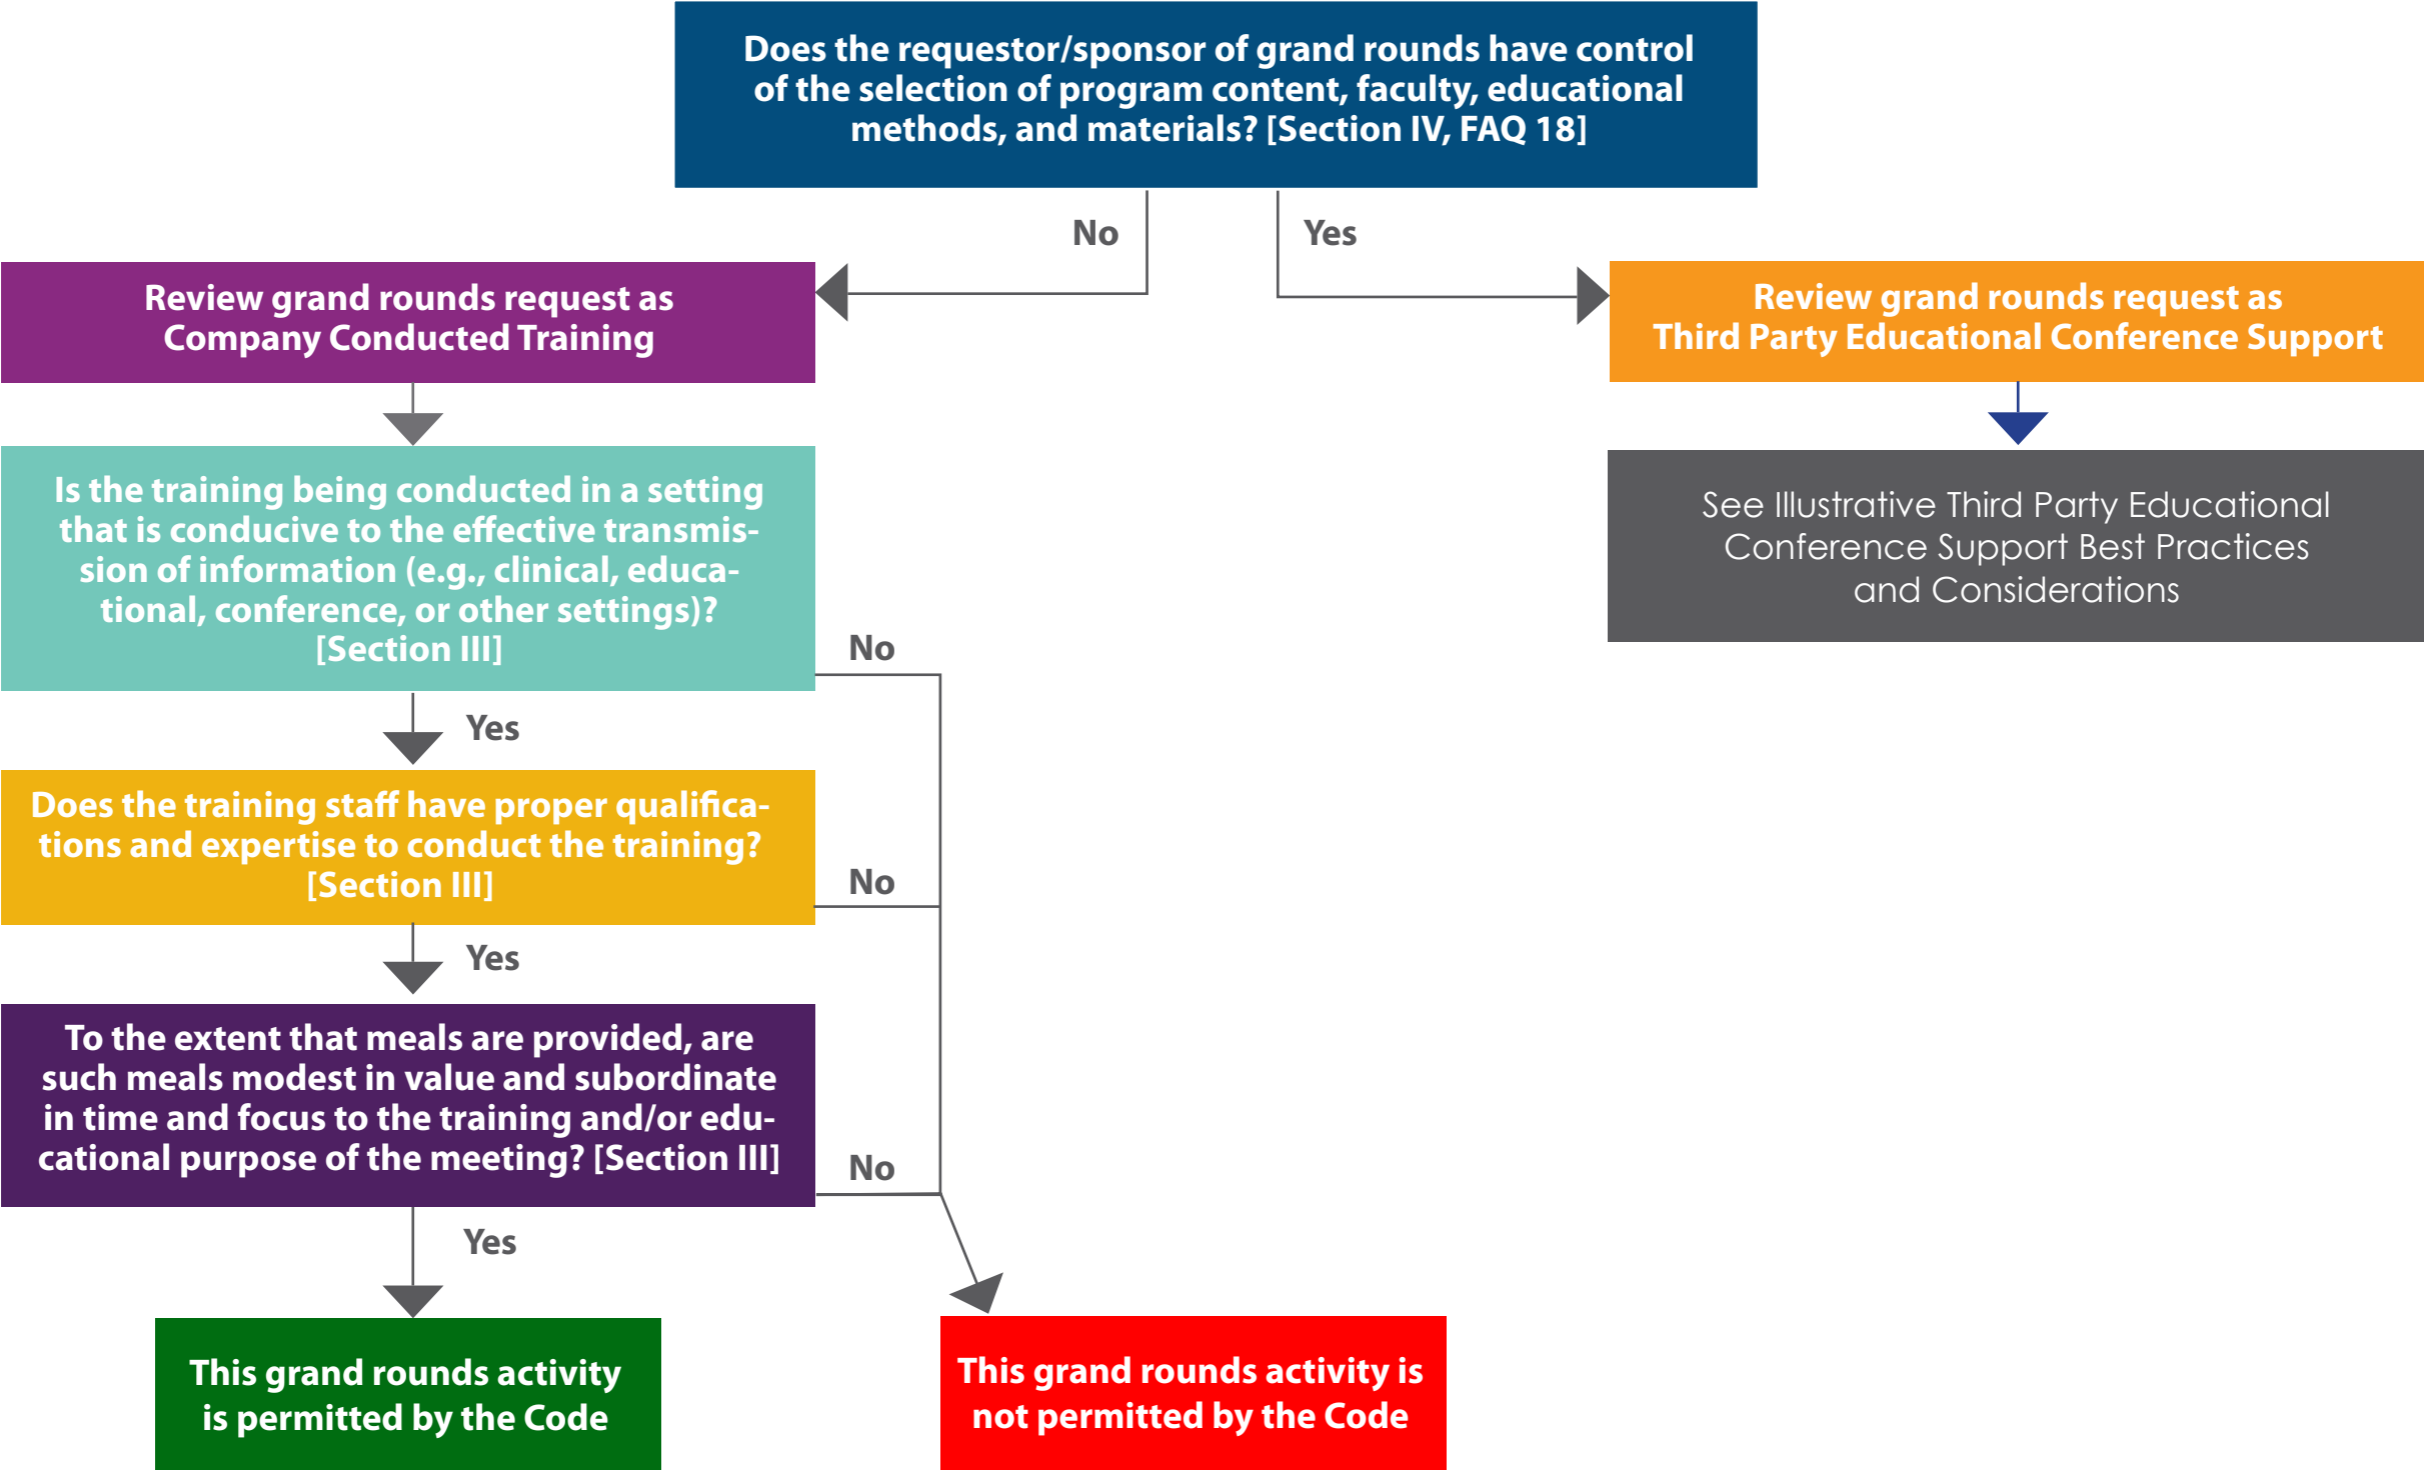 Does the requestor/sponsor of grand rounds have control
of the selection of program content, faculty, educational
methods, and materials? [Section IV, FAQ 18]
No
Yes
Review grand rounds request as
Company Conducted Training
Review grand rounds request as
Third Party Educational Conference Support
Is the training being conducted in a setting
that is conducive to the effective transmis-
sion of information (e.g., clinical, educa-
tional, conference, or other settings)?
[Section III]
See Illustrative Third Party Educational
Conference Support Best Practices
and Considerations
No
Yes
Does the training staff have proper qualifica-
tions and expertise to conduct the training?
[Section III]
No
Yes
To the extent that meals are provided, are
such meals modest in value and subordinate
in time and focus to the training and/or edu-
cational purpose of the meeting? [Section III]
No
Yes
This grand rounds activity
is permitted by the Code
This grand rounds activity is
not permitted by the Code